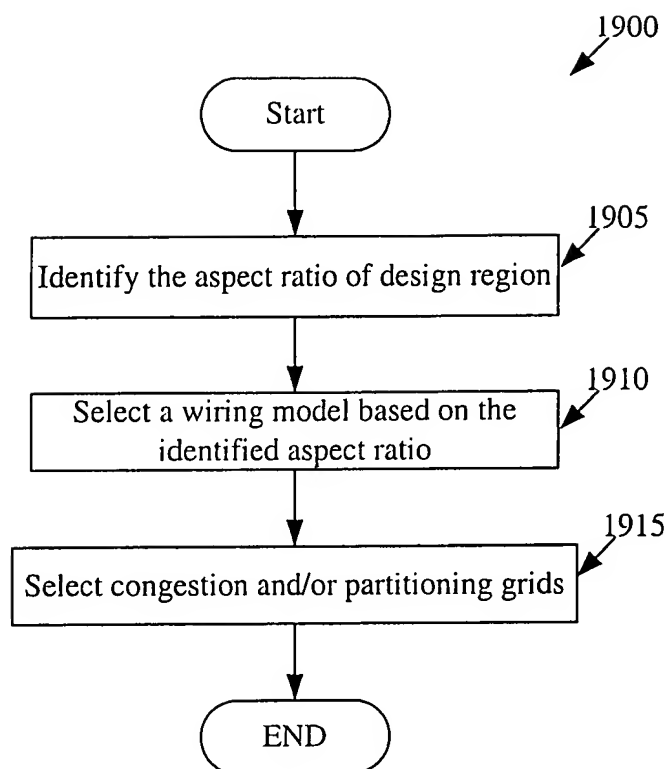 1900
Start
1905
Identify the aspect ratio of design region
1910
Select a wiring model based on the
identified aspect ratio
1915
Select congestion and/or partitioning grids
END